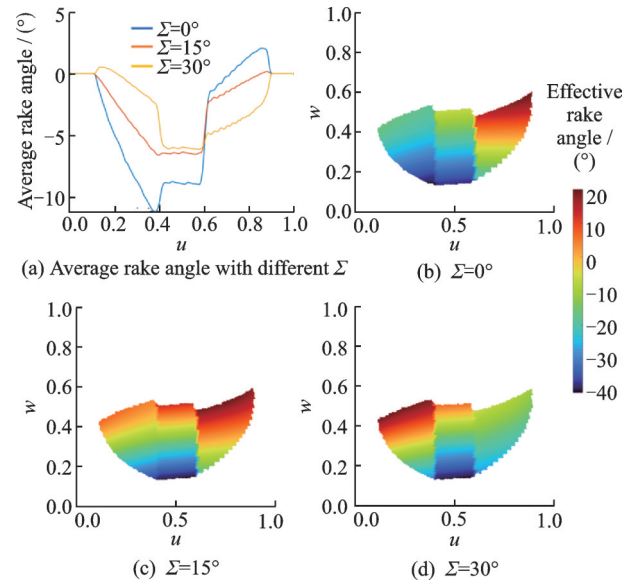 Average rake angle / (°)
5
0
−5
−10
Σ=0°
Σ=15°
Σ=30°
0.0 0.2 0.4 0.6 0.8 1.0
u
(a) Average rake angle with different Σ
1.0
0.8
0.6
0.4
0.2
0.0
w
0.0 0.5 1.0
u
(b) Σ=0°
Effective
rake
angle /
(°)
20
10
0
−10
−20
−30
−40
1.0
0.8
0.6
0.4
0.2
0.0
w
0.0 0.5 1.0
u
(c) Σ=15°
1.0
0.8
0.6
0.4
0.2
0.0
w
0.0 0.5 1.0
u
(d) Σ=30°